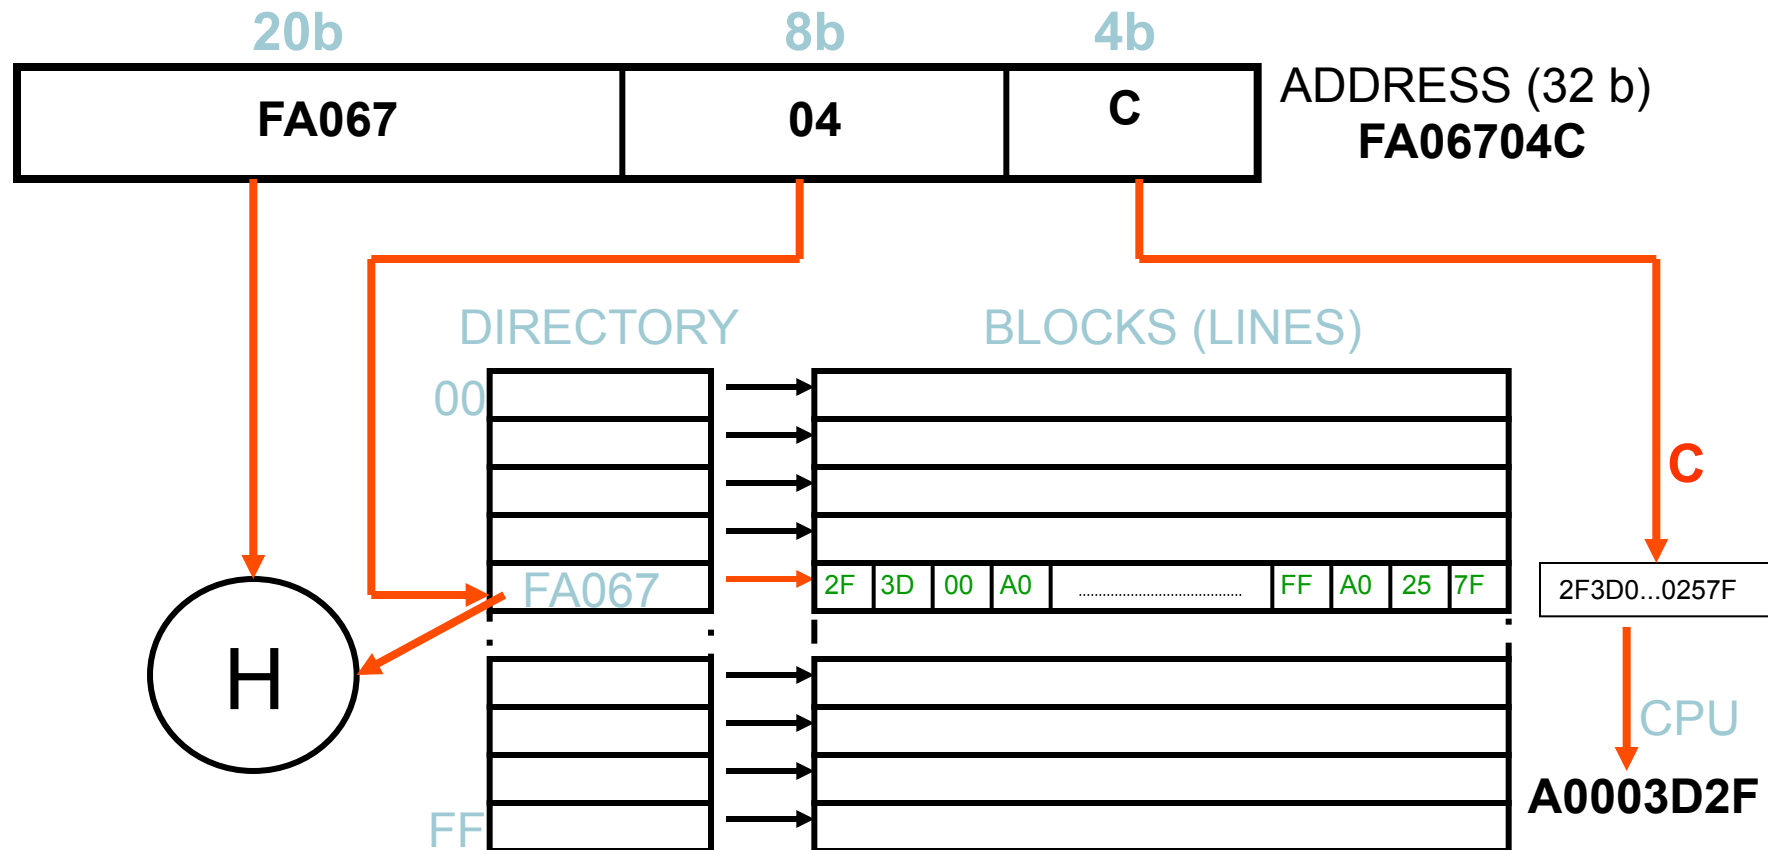 20b 8b 4b
FA067 04 C
ADDRESS (32 b)
FA06704C
DIRECTORY BLOCKS (LINES)
00
C
FA067 2F 3D 00 A0 ........................................ FF A0 25 7F
2F3D0...0257F
H
CPU
A0003D2F
FF